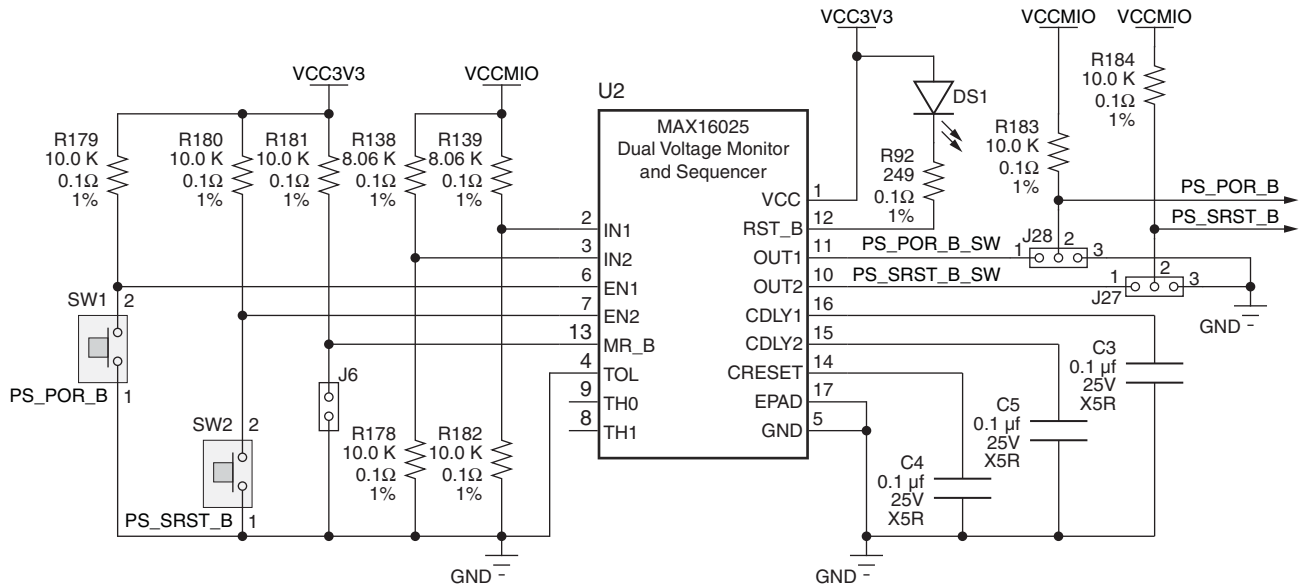 VCC3V3
VCCMIO
VCCMIO
VCC3V3
VCCMIO
U2
MAX16025
Dual Voltage Monitor
and Sequencer
DS1
R184
10.0 K
0.1Ω
1%
R179
10.0 K
0.1Ω
1%
R180
10.0 K
0.1Ω
1%
R181
10.0 K
0.1Ω
1%
R138
8.06 K
0.1Ω
1%
R139
8.06 K
0.1Ω
1%
R92
249
0.1Ω
1%
R183
10.0 K
0.1Ω
1%
PS_POR_B
PS_SRST_B
2 IN1
3 IN2
6 EN1
7 EN2
13 MR_B
4 TOL
9 TH0
8 TH1
VCC 1
RST_B 12
OUT1 11
OUT2 10
CDLY1 16
CDLY2 15
CRESET 14
EPAD 17
GND 5
PS_POR_B_SW
PS_SRST_B_SW
J28
1 2 3
J27
1 2 3
GND -
SW1 2
PS_POR_B 1
SW2 2
PS_SRST_B 1
J6
R178
10.0 K
0.1Ω
1%
R182
10.0 K
0.1Ω
1%
C3
0.1 µf
25V
X5R
C5
0.1 µf
25V
X5R
C4
0.1 µf
25V
X5R
GND -
GND -